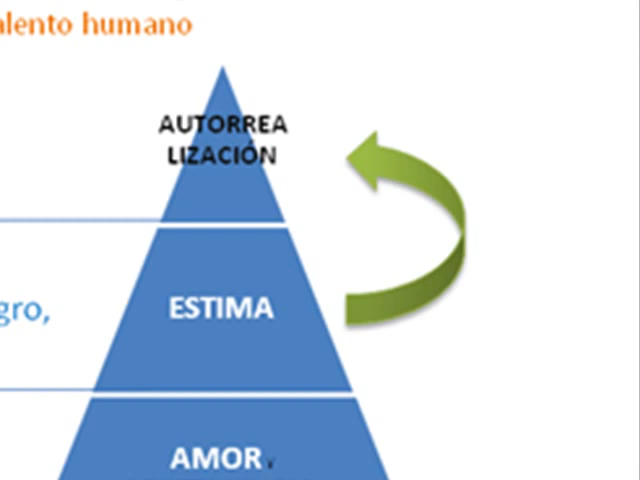 alento humano
AUTORREA
LIZACIÓN
ESTIMA
gro,
AMOR Y